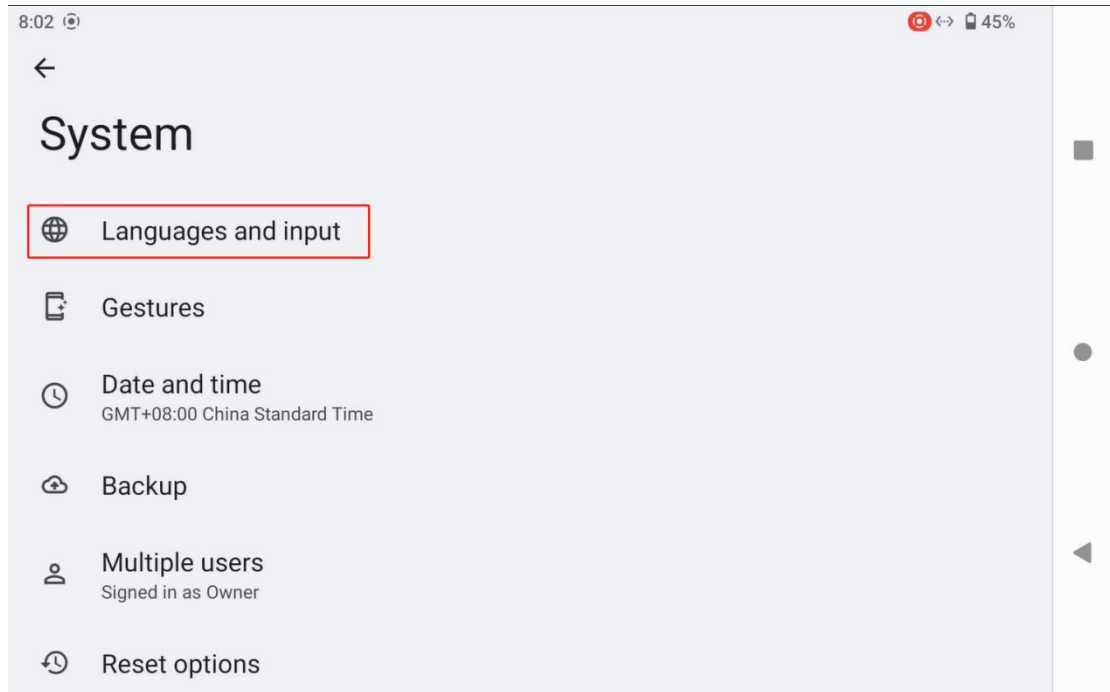 8:02
45%
System
Languages and input
Gestures
Date and time
GMT+08:00 China Standard Time
Backup
Multiple users
Signed in as Owner
Reset options